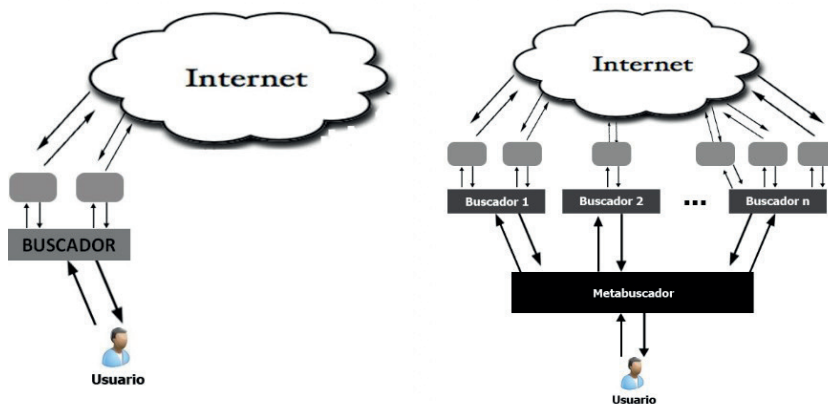 Internet
BUSCADOR
Usuario
Internet
Buscador 1
Buscador 2
...
Buscador n
Metabuscador
Usuario